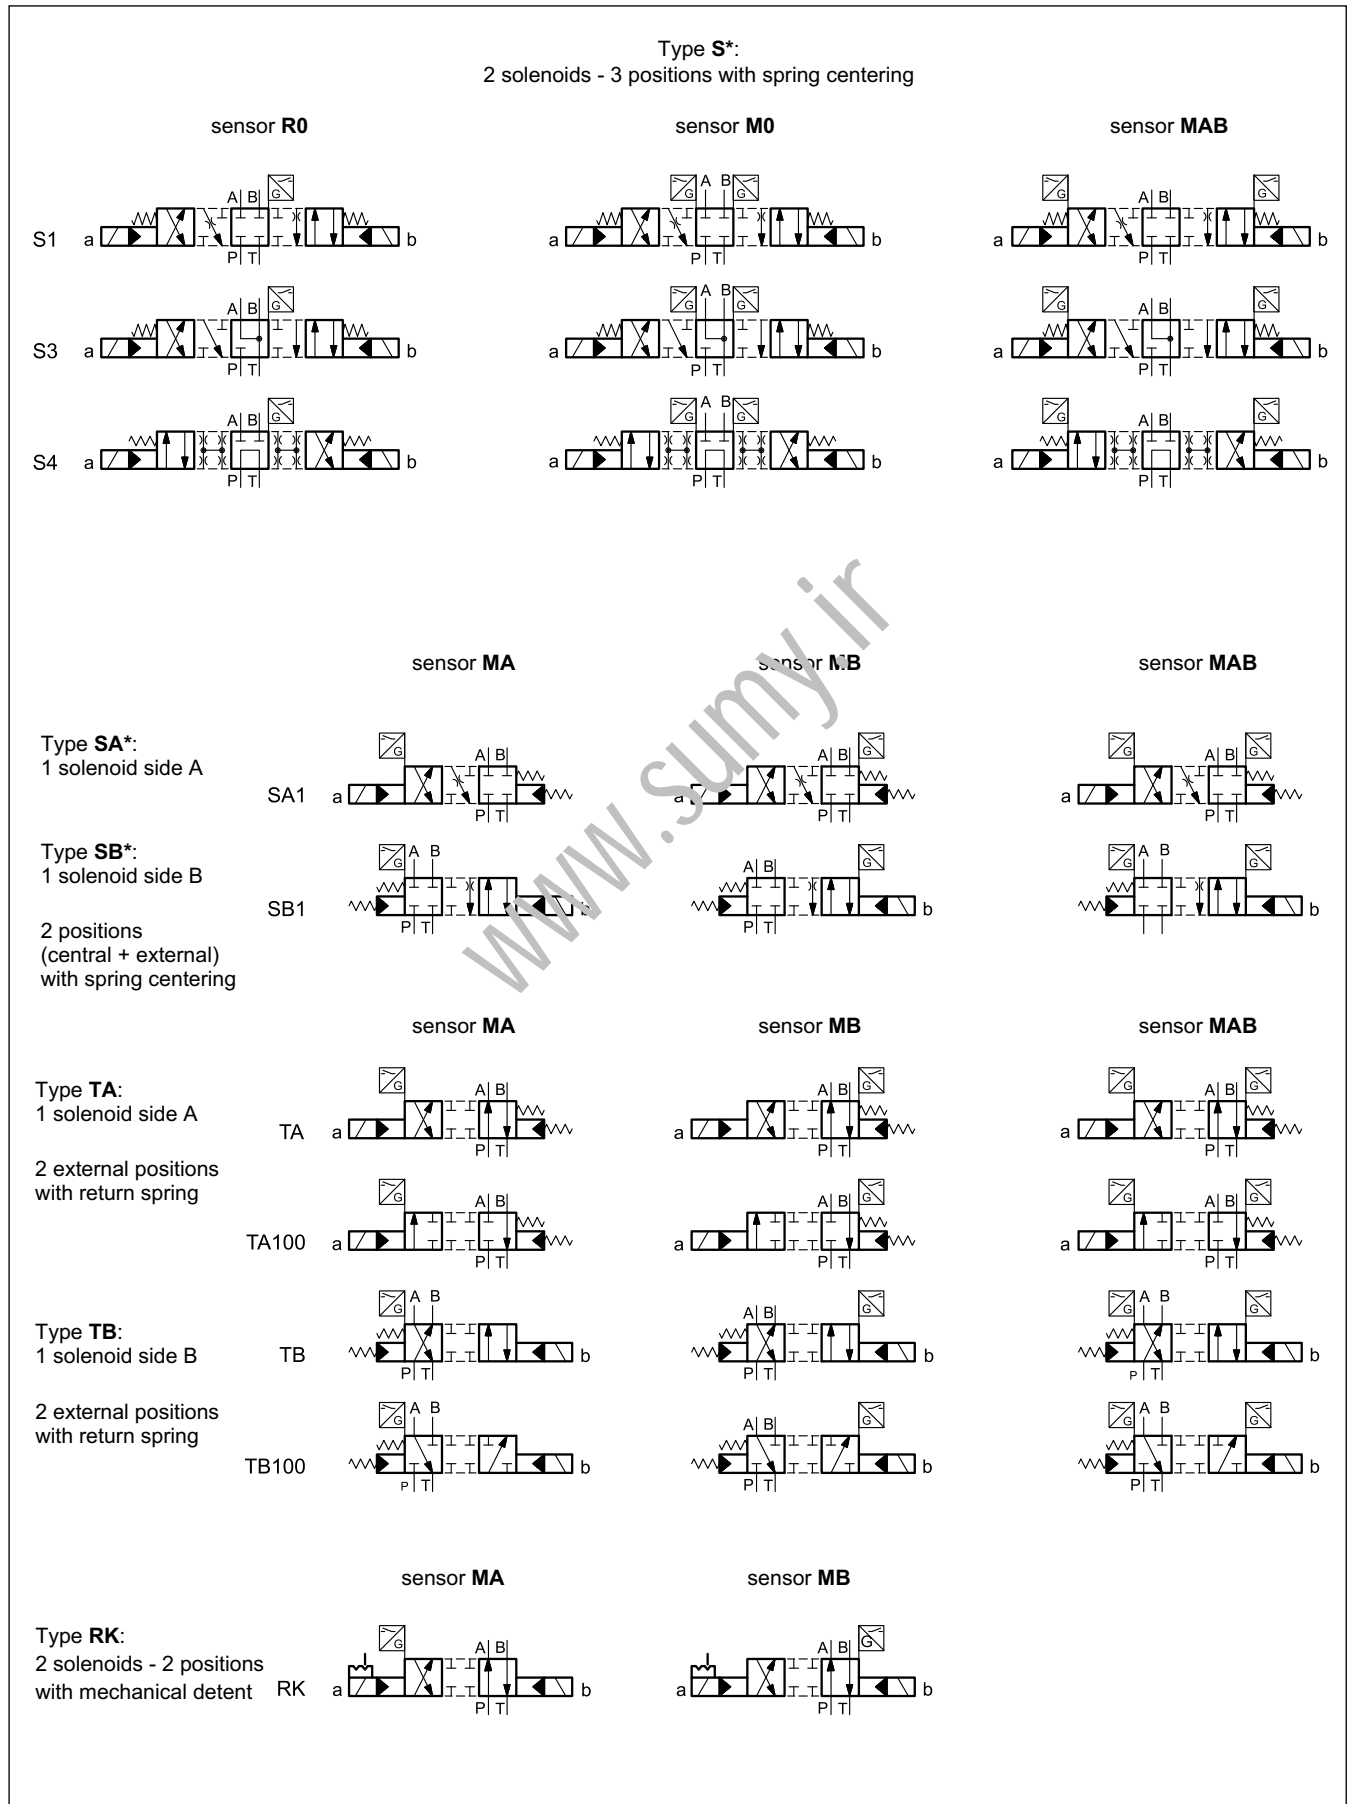 Type S*:
2 solenoids - 3 positions with spring centering
sensor R0 sensor M0 sensor MAB
A B G G A B G G A B G
S1 a b a b a b
P T P T P T
A B G G A B G G A B G
S3 a b a b a b
P T P T P T
A B G G A B G G A B G
S4 a b a b a b
P T P T P T
sensor MA sensor MB sensor MAB
Type SA*:
1 solenoid side A
G A B A B G G A B G
SA1 a a a
P T P T P T
Type SB*:
1 solenoid side B
G A B A B G G A B G
SB1 b b b
P T P T
2 positions
(central + external)
with spring centering
www.sumy.ir
sensor MA sensor MB sensor MAB
Type TA:
1 solenoid side A
G A B A B G G A B G
TA a a a
P T P T P T
2 external positions
with return spring
G A B A B G G A B G
TA100 a a a
P T P T P T
Type TB:
1 solenoid side B
G A B A B G G A B G
TB b b b
P T P T P T
2 external positions
with return spring
G A B A B G G A B G
TB100 b b b
P T P T P T
sensor MA sensor MB
Type RK:
2 solenoids - 2 positions
with mechanical detent
G A B A B G
RK a b a b
P T P T